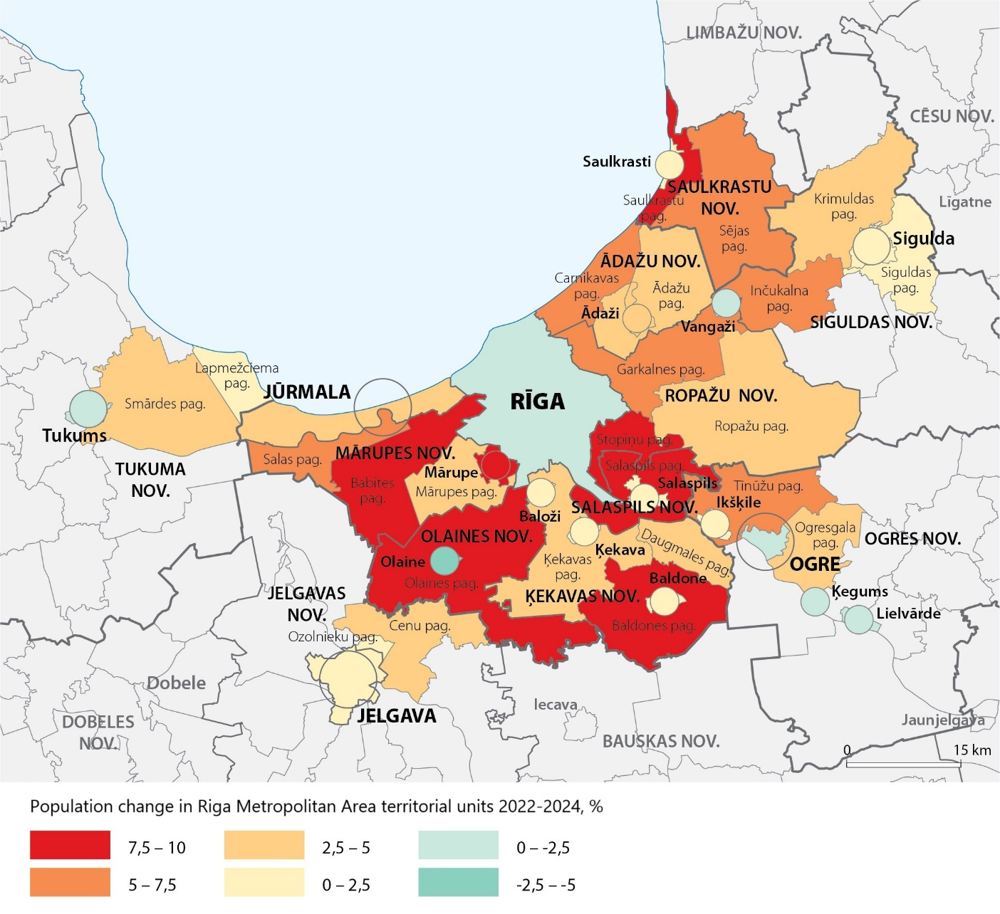 LIMBAŽU NOV.
CĒSU NOV.
Saulkrasti
SAULKRASTU
NOV.
Saulkrastu
pag.
Krimuldas
pag.
Līgatne
Sējas
pag.
Sigulda
ĀDAŽU NOV.
Carnikavas
pag.
Ādažu
pag.
Siguldas
pag.
Inčukalna
pag.
Ādaži
Vangaži
SIGULDAS NOV.
Lapmežciema
pag.
Garkalnes pag.
JŪRMALA
RĪGA
ROPAŽU NOV.
Smārdes pag.
Tukums
Ropažu pag.
Stopiņu pag.
Salas pag.
MĀRUPES NOV.
Mārupe
Salaspils pag.
TUKUMA
NOV.
Babītes
pag.
Mārupes pag.
Salaspils
Tīnūžu pag.
Ikšķile
SALASPILS NOV.
Baloži
OLAINES NOV.
Ogresgala
pag.
OGRES NOV.
Ķekava
Daugmales pag.
Olaine
Ķekavas
pag.
OGRE
Olaines pag.
Baldone
ĶEKAVAS NOV.
Ķegums
JELGAVAS
NOV.
Lielvārde
Cenu pag.
Baldones pag.
Ozolnieku pag.
Dobele
JELGAVA
Iecava
DOBELES
NOV.
BAUSKAS NOV.
Jaunjelgava
0 15 km
Population change in Riga Metropolitan Area territorial units 2022-2024, %
7,5 – 10 2,5 – 5 0 – -2,5
5 – 7,5 0 – 2,5 -2,5 – -5